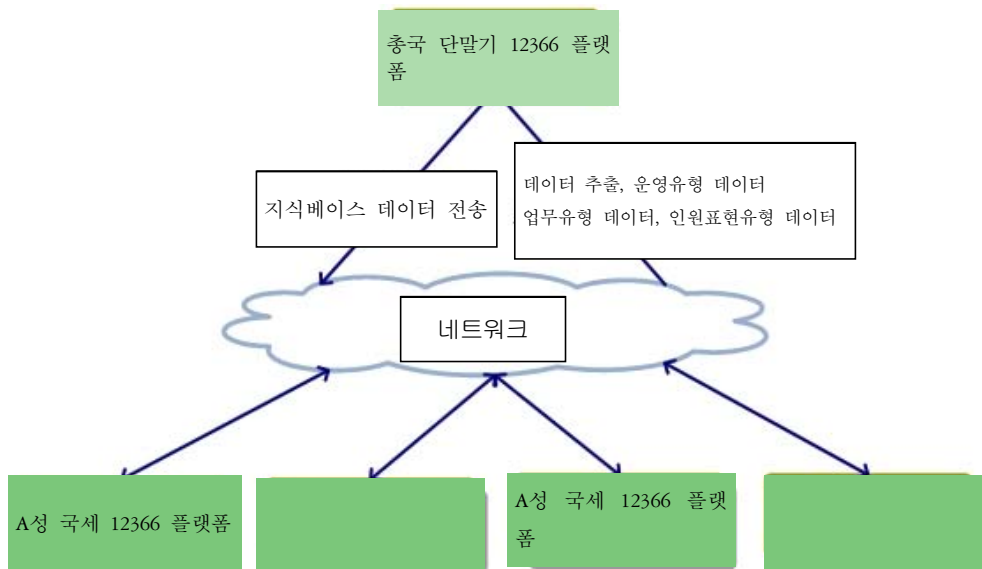 총국 단말기 12366 플랫
폼
지식베이스 데이터 전송
데이터 추출, 운영유형 데이터
업무유형 데이터, 인원표현유형 데이터
네트워크
A성 국세 12366 플랫폼
A성 국세 12366 플랫
폼